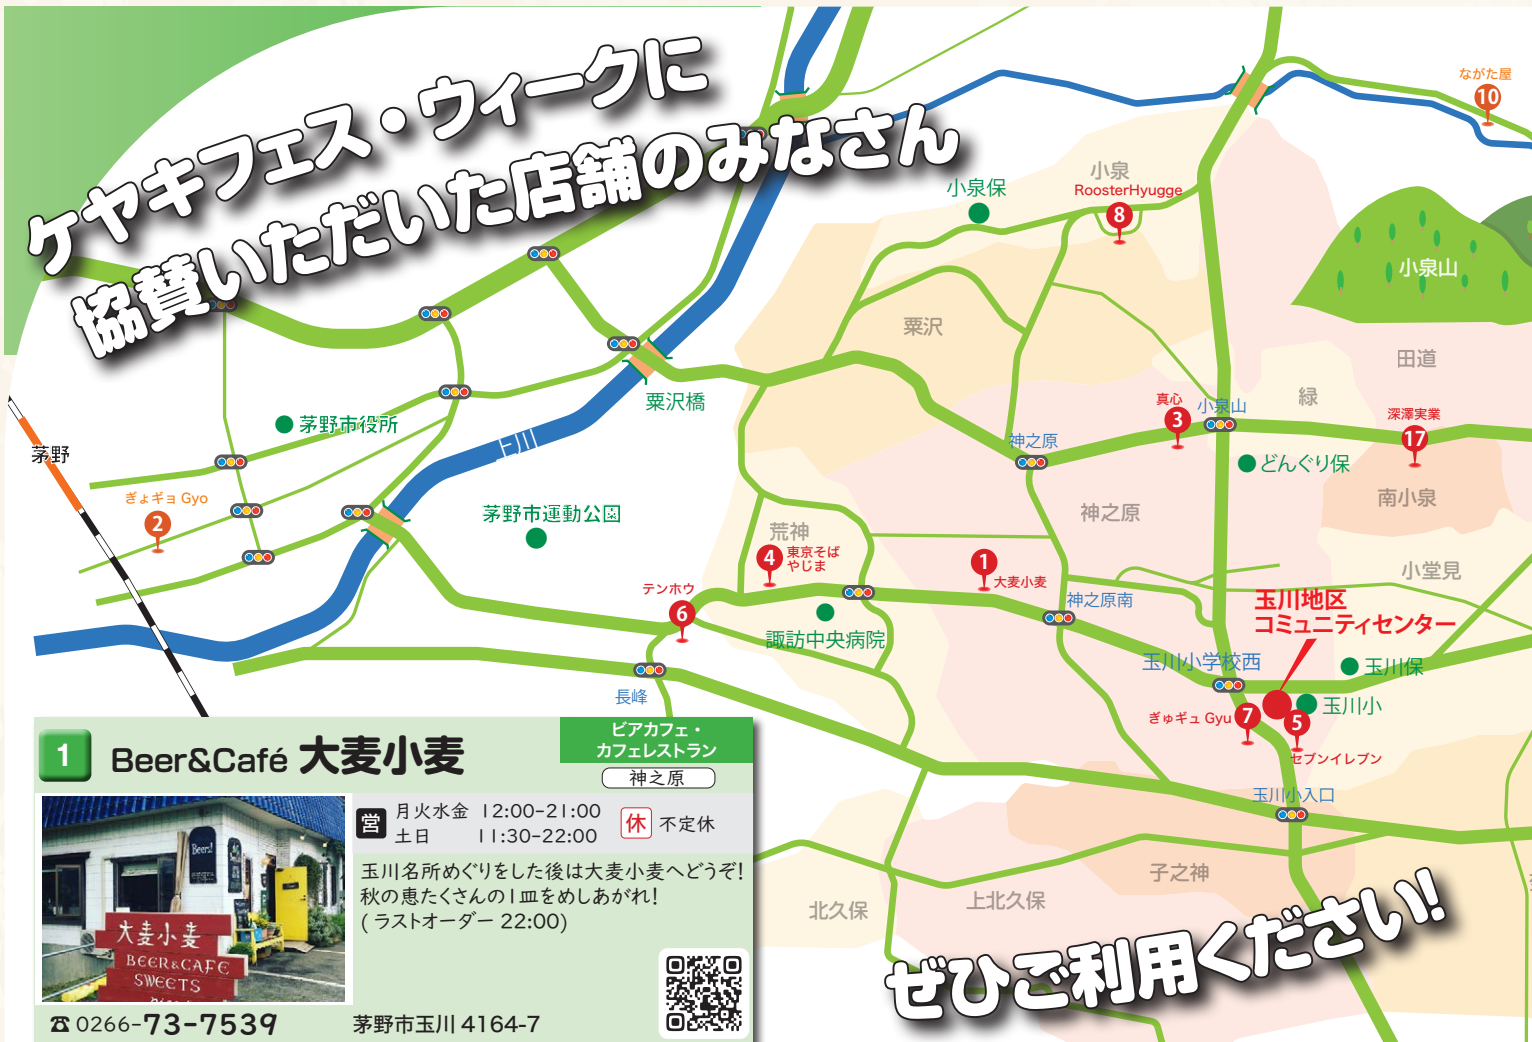 ケヤキフェス・ウィークに
協賛いただいた店舗のみなさん
ながた屋
10
小泉
RoosterHyugge
8
小泉保
小泉山
粟沢
田道
緑
真心
3
小泉山
深澤実業
17
粟沢橋
茅野市役所
上川
茅野
神之原
どんぐり保
南小泉
ぎょギョ Gyo
2
茅野市運動公園
神之原
荒神
4
東京そば
やじま
1
大麦小麦
小堂見
テンホウ
6
神之原南
玉川地区
コミュニティセンター
諏訪中央病院
玉川小学校西
玉川保
長峰
玉川小
ぎゅギュ Gyu
7
5
セブンイレブン
玉川小入口
子之神
北久保
上北久保
ぜひご利用ください!
1
Beer&Café 大麦小麦
ビアカフェ・
カフェレストラン
神之原
営
月火水金 12:00-21:00
土日 11:30-22:00
休 不定休
玉川名所めぐりをした後は大麦小麦へどうぞ!
秋の恵たくさんの1皿をめしあがれ!
(ラストオーダー 22:00)
Beer!
大麦小麦
BEER&CAFE
SWEETS
☎ 0266-73-7539
茅野市玉川 4164-7